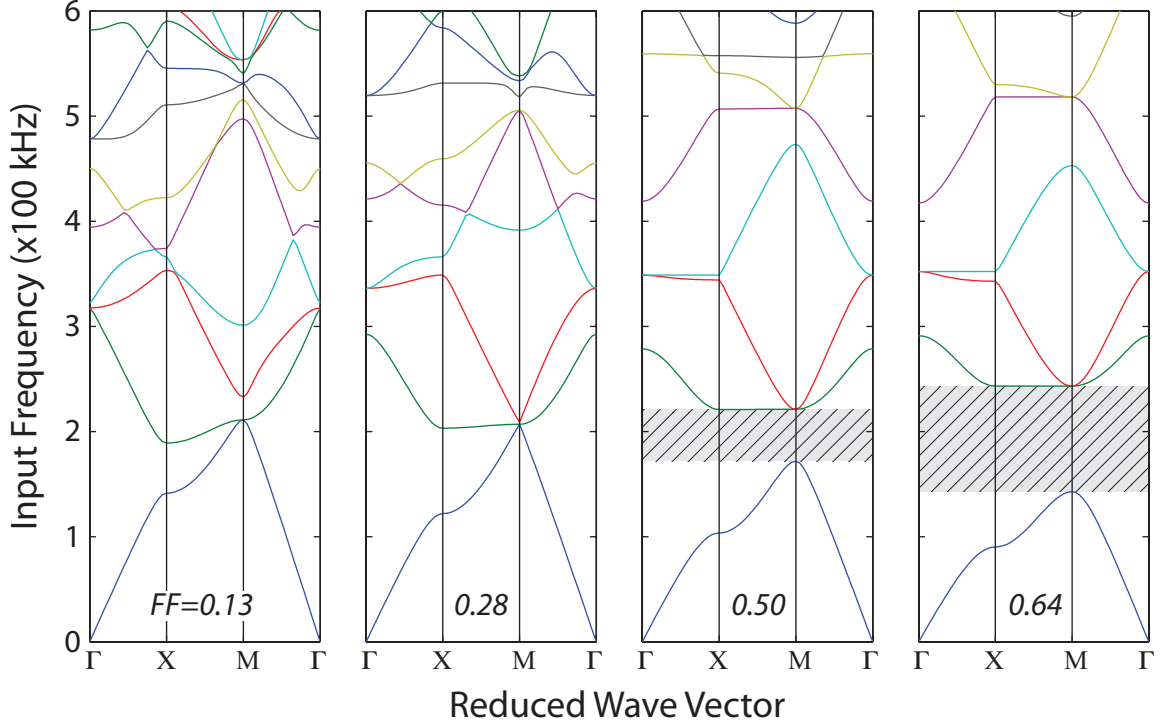 Input Frequency (x100 kHz)
6
5
4
3
2
1
0
FF=0.13
0.28
0.50
0.64
Γ X M Γ
Γ X M Γ
Γ X M Γ
Γ X M Γ
Reduced Wave Vector